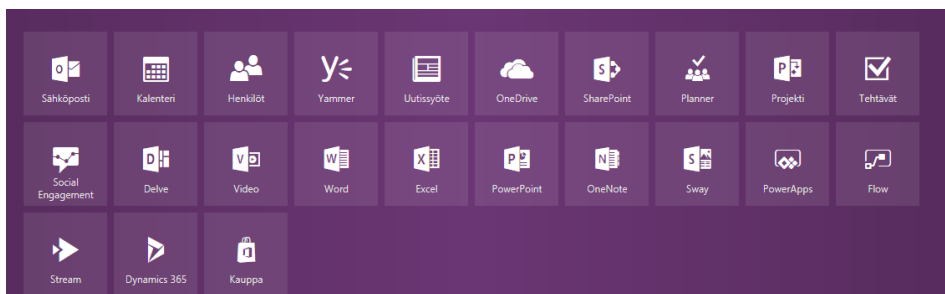 Sähköposti
Kalenteri
Henkilöt
Yammer
Uutissyöte
OneDrive
SharePoint
Planner
Projekti
Tehtävät
Social
Engagement
Delve
Video
Word
Excel
PowerPoint
OneNote
Sway
PowerApps
Flow
Stream
Dynamics 365
Kauppa